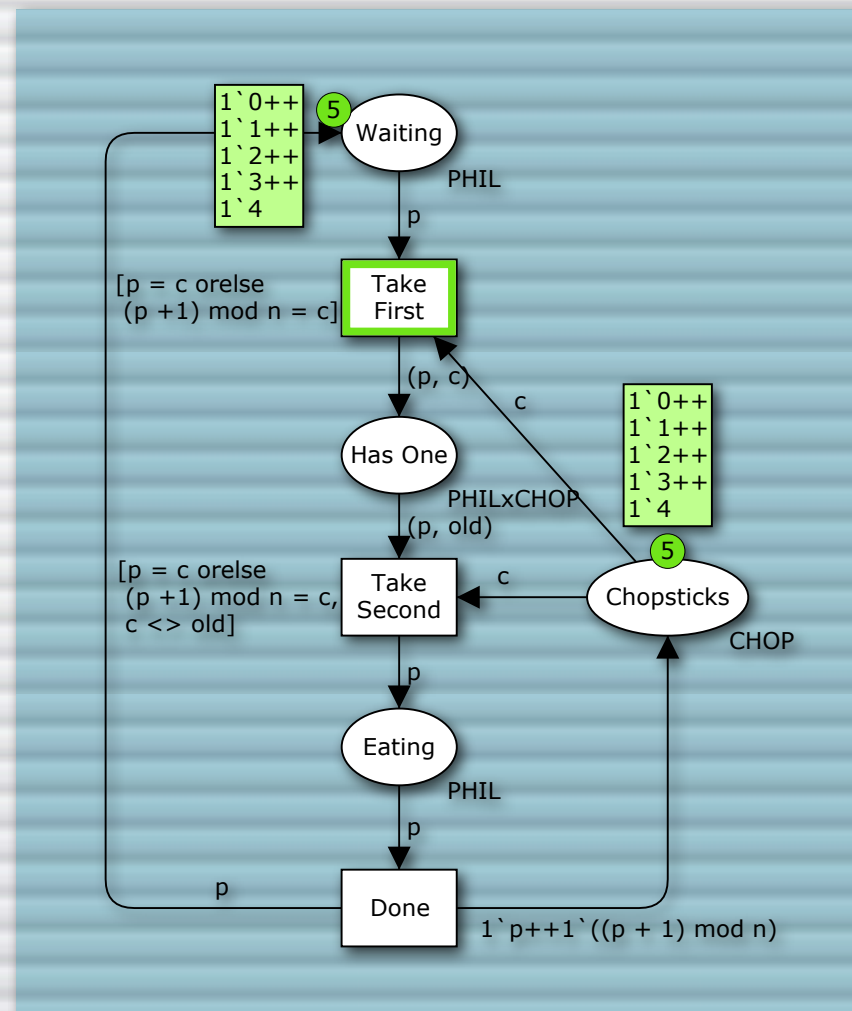 1`0++
1`1++
1`2++
1`3++
1`4
5
Waiting
PHIL
p
[p = c orelse
(p +1) mod n = c]
Take
First
(p, c)
c
1`0++
1`1++
1`2++
1`3++
1`4
Has One
PHILxCHOP
(p, old)
5
[p = c orelse
(p +1) mod n = c,
c <> old]
Take
Second
c
Chopsticks
CHOP
p
Eating
PHIL
p
p
Done
1`p++1`((p + 1) mod n)